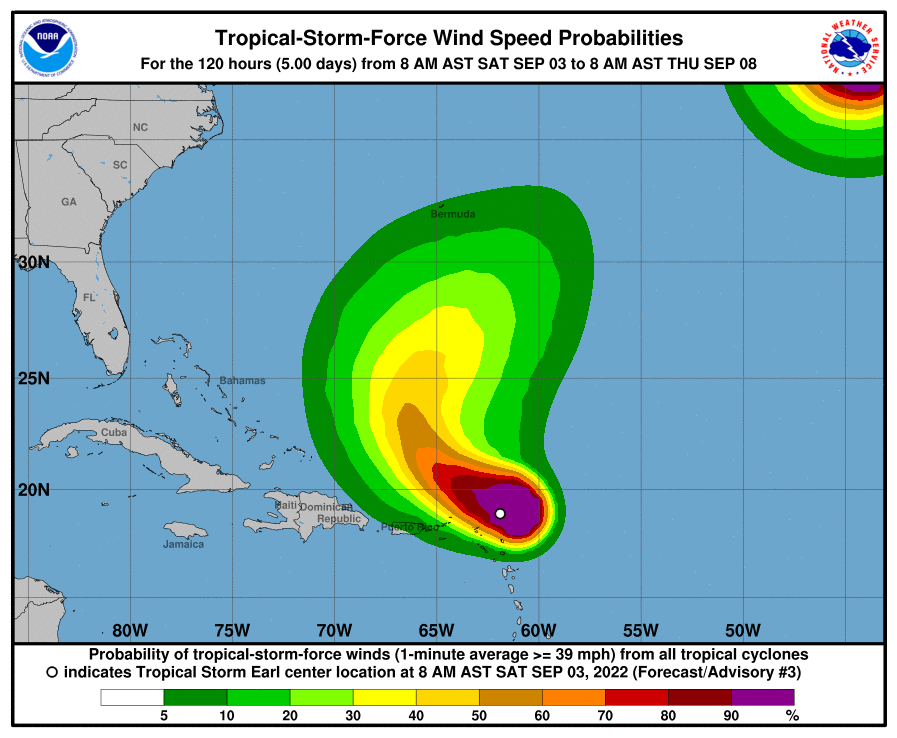 Tropical-Storm-Force Wind Speed Probabilities
For the 120 hours (5.00 days) from 8 AM AST SAT SEP 03 to 8 AM AST THU SEP 08
NOAA
NATIONAL OCEANIC AND ATMOSPHERIC ADMINISTRATION
U.S. DEPARTMENT OF COMMERCE
NATIONAL WEATHER SERVICE
NC
SC
GA
Bermuda
30N
FL
25N
Bahamas
Cuba
20N
Haiti
Dominican
Republic
Puerto Rico
Jamaica
80W 75W 70W 65W 60W 55W 50W
Probability of tropical-storm-force winds (1-minute average >= 39 mph) from all tropical cyclones
indicates Tropical Storm Earl center location at 8 AM AST SAT SEP 03, 2022 (Forecast/Advisory #3)
5 10 20 30 40 50 60 70 80 90 %